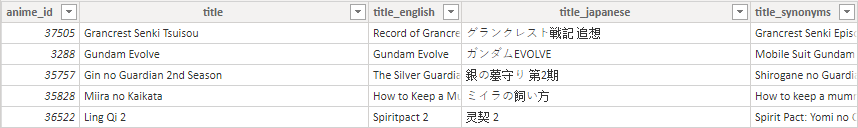 anime_id title title_english title_japanese title_synonyms
37505 Grancrest Senki Tsuisou Record of Grancre グランクレスト戦記 追想 Grancrest Senki Epis
3288 Gundam Evolve Gundam Evolve ガンダムEVOLVE Mobile Suit Gundam
35757 Gin no Guardian 2nd Season The Silver Guardia 銀の墓守り 第2期 Shirogane no Guardi
35828 Miira no Kaikata How to Keep a Mu ミイラの飼い方 How to keep a mum
36522 Ling Qi 2 Spiritpact 2 灵契 2 Spirit Pact: Yomi no